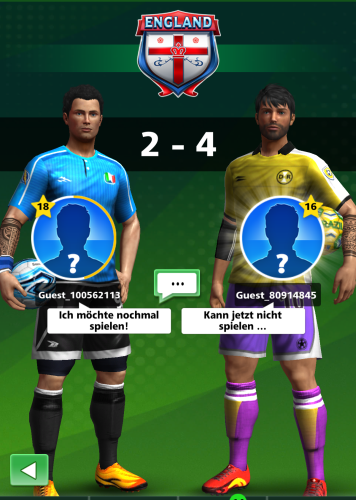 ENGLAND
2 - 4
18
16
?
?
...
Guest_100562113
Guest_80914845
Ich möchte nochmal
spielen!
Kann jetzt nicht
spielen ...